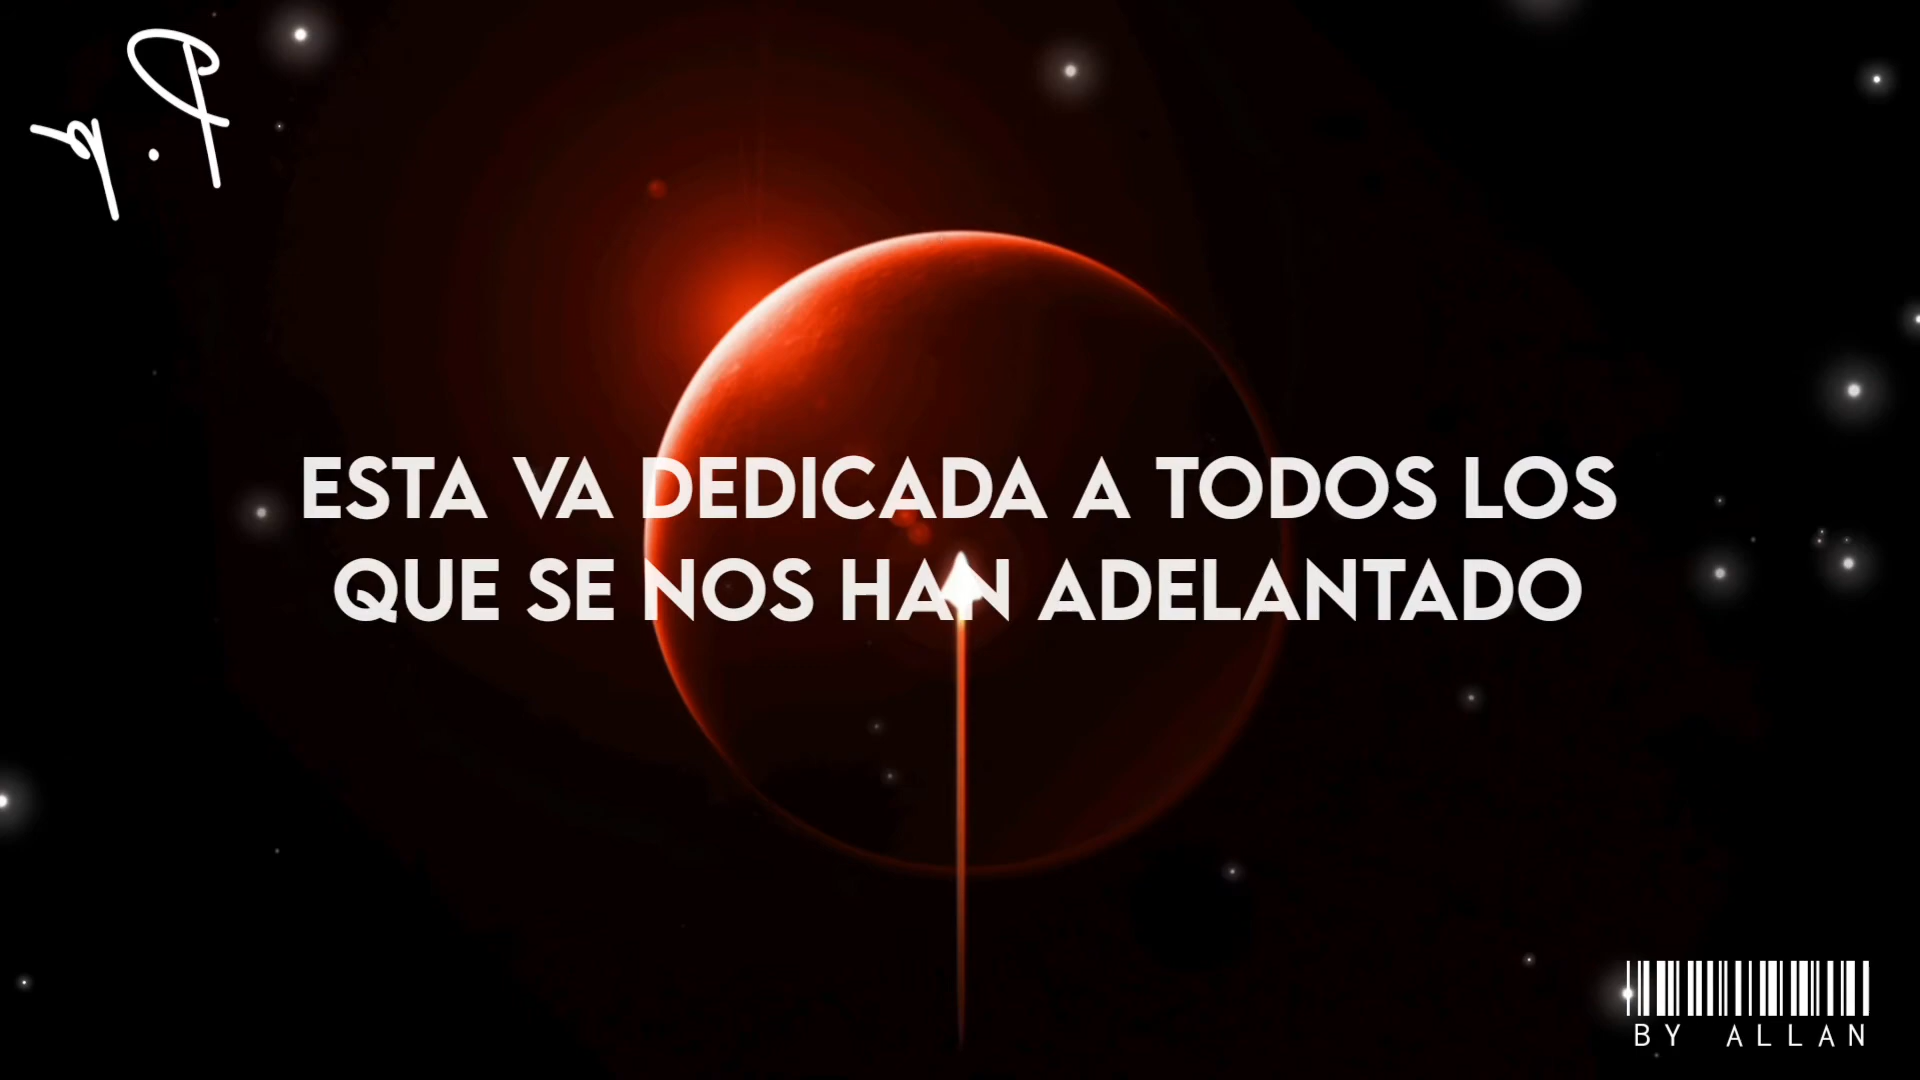 ESTA VA DEDICADA A TODOS LOS
QUE SE NOS HAN ADELANTADO
BY ALLAN